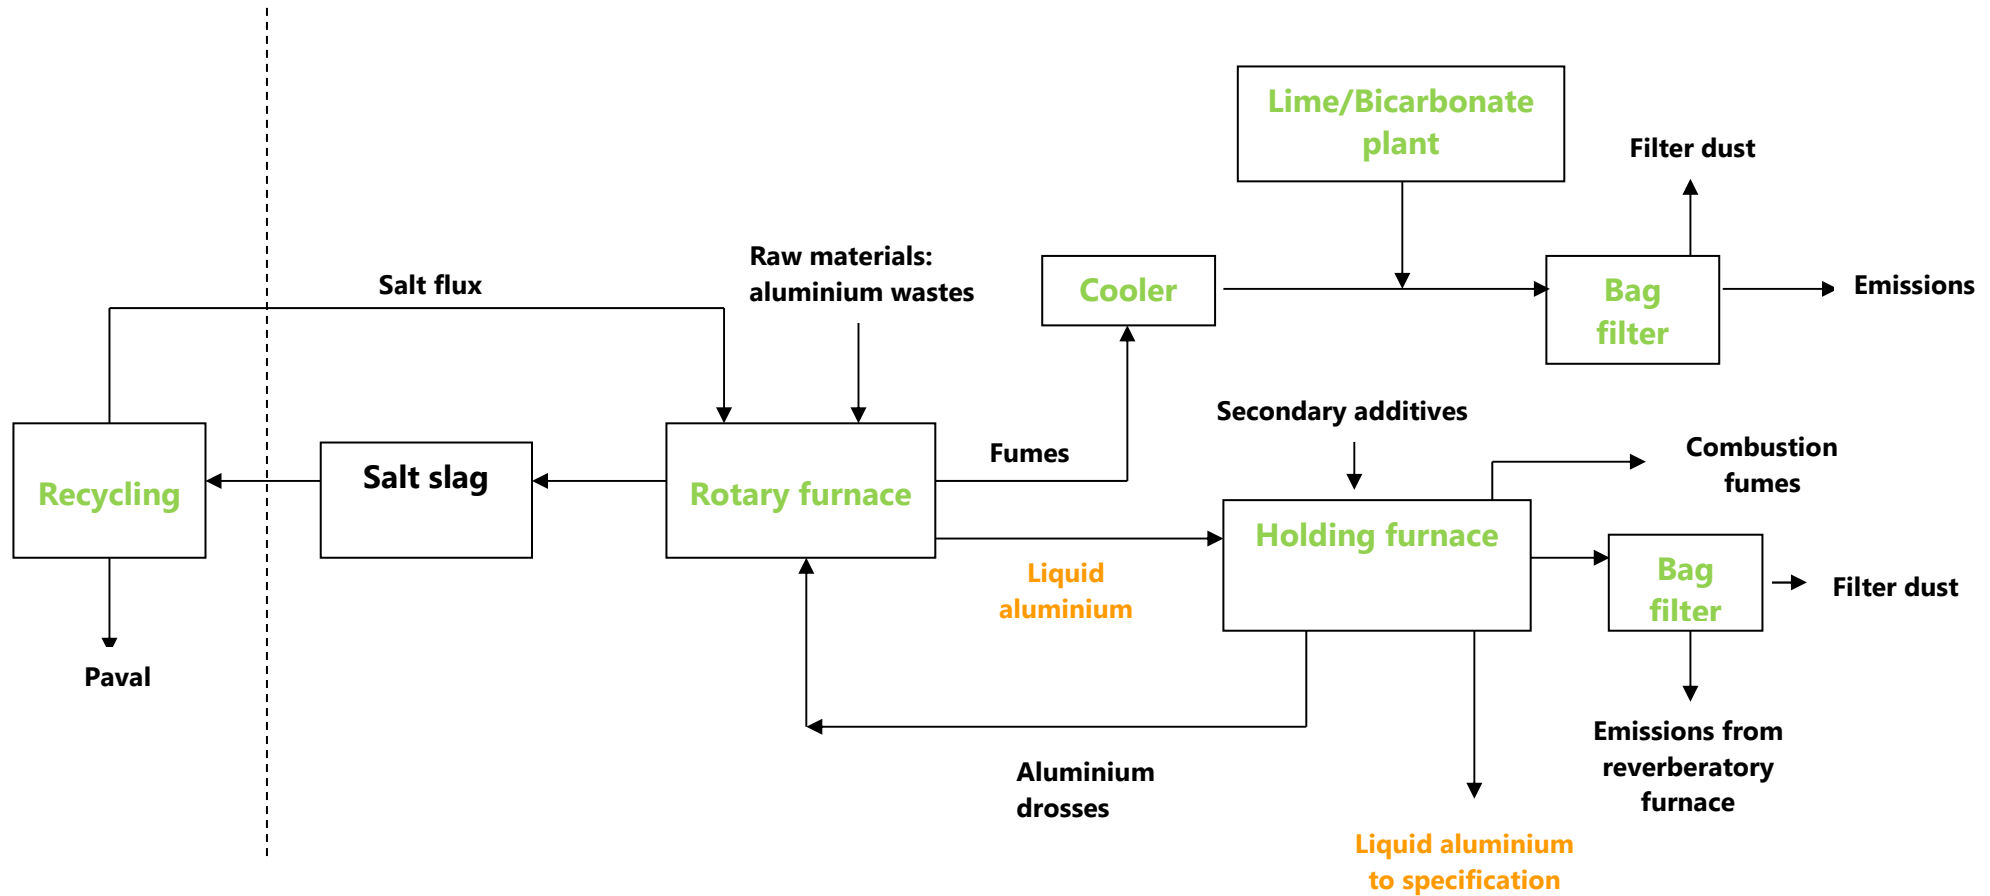 Lime/Bicarbonate
plant
Filter dust
Raw materials:
aluminium wastes
Salt flux
Cooler
Bag
filter
Emissions
Secondary additives
Combustion
fumes
Fumes
Recycling
Salt slag
Rotary furnace
Holding furnace
Liquid
aluminium
Bag
filter
Filter dust
Paval
Aluminium
drosses
Emissions from
reverberatory
furnace
Liquid aluminium
to specification